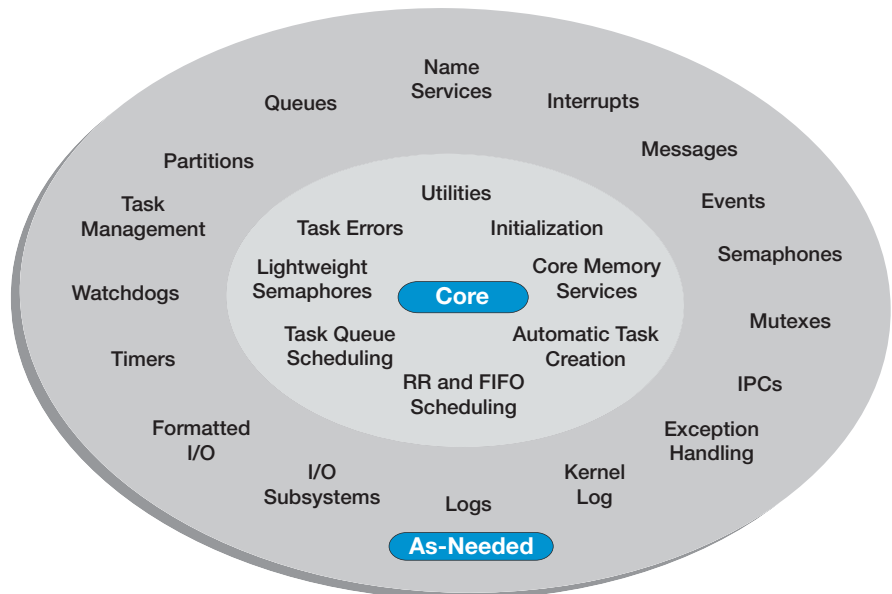 Name
Services
Queues
Interrupts
Partitions
Messages
Task
Management
Events
Semaphones
Watchdogs
Mutexes
Timers
IPCs
Formatted
I/O
Exception
Handling
I/O
Subsystems
Kernel
Log
Logs
As-Needed
Utilities
Task Errors
Initialization
Lightweight
Semaphores
Core Memory
Services
Core
Task Queue
Scheduling
Automatic Task
Creation
RR and FIFO
Scheduling